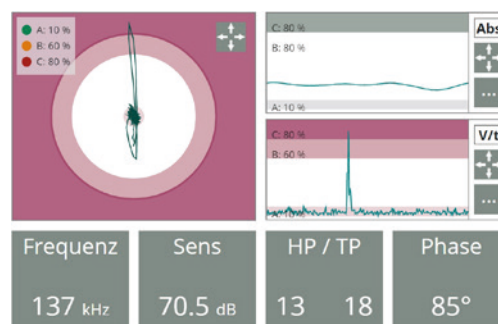 A: 10 %
B: 60 %
C: 80 %
C: 80 %
B: 80 %
A: 10 %
Abs
...
C: 80 %
B: 60 %
A: 10 %
V/t
...
Frequenz
137 kHz
Sens
70.5 dB
HP / TP
13 18
Phase
85°